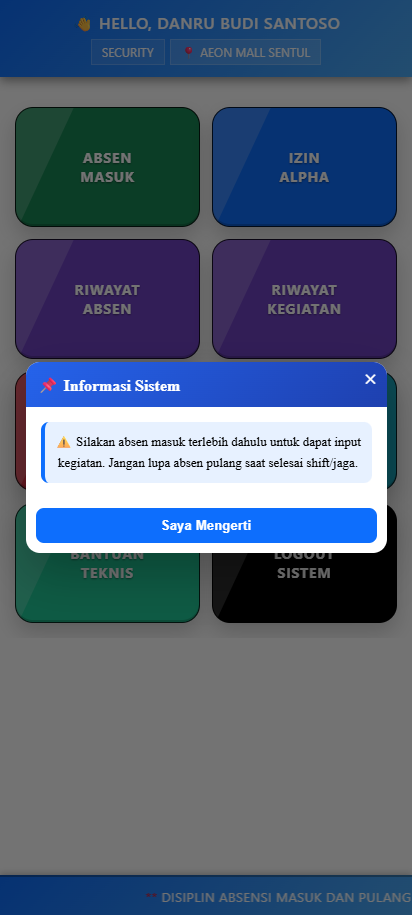 👋 HELLO, DANRU BUDI SANTOSO
SECURITY
📍 AEON MALL SENTUL
ABSEN
MASUK
IZIN
ALPHA
RIWAYAT
ABSEN
RIWAYAT
KEGIATAN
📌 Informasi Sistem
×
⚠️ Silakan absen masuk terlebih dahulu untuk dapat input
kegiatan. Jangan lupa absen pulang saat selesai shift/jaga.
Saya Mengerti
BANTUAN
TEKNIS
LOGOUT
SISTEM
DISIPLIN ABSENSI MASUK DAN PULANG